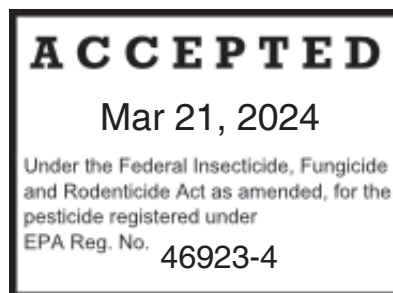 ACCEPTED
Mar 21, 2024
Under the Federal Insecticide, Fungicide
and Rodenticide Act as amended, for the
pesticide registered under
EPA Reg. No. 46923-4